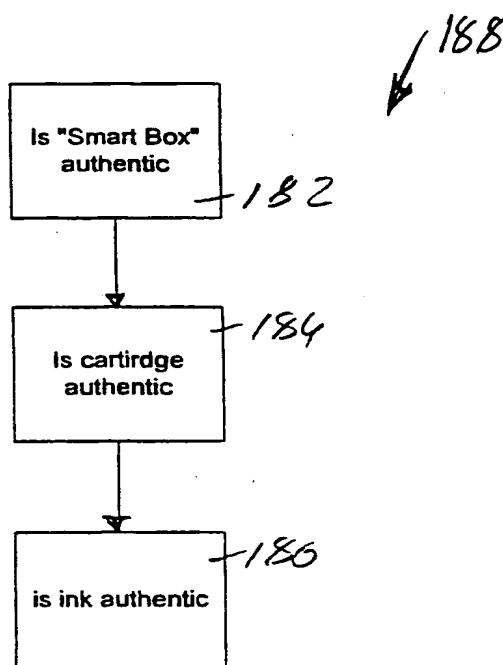 188
Is "Smart Box"
authentic
182
184
Is cartirdge
authentic
186
is ink authentic